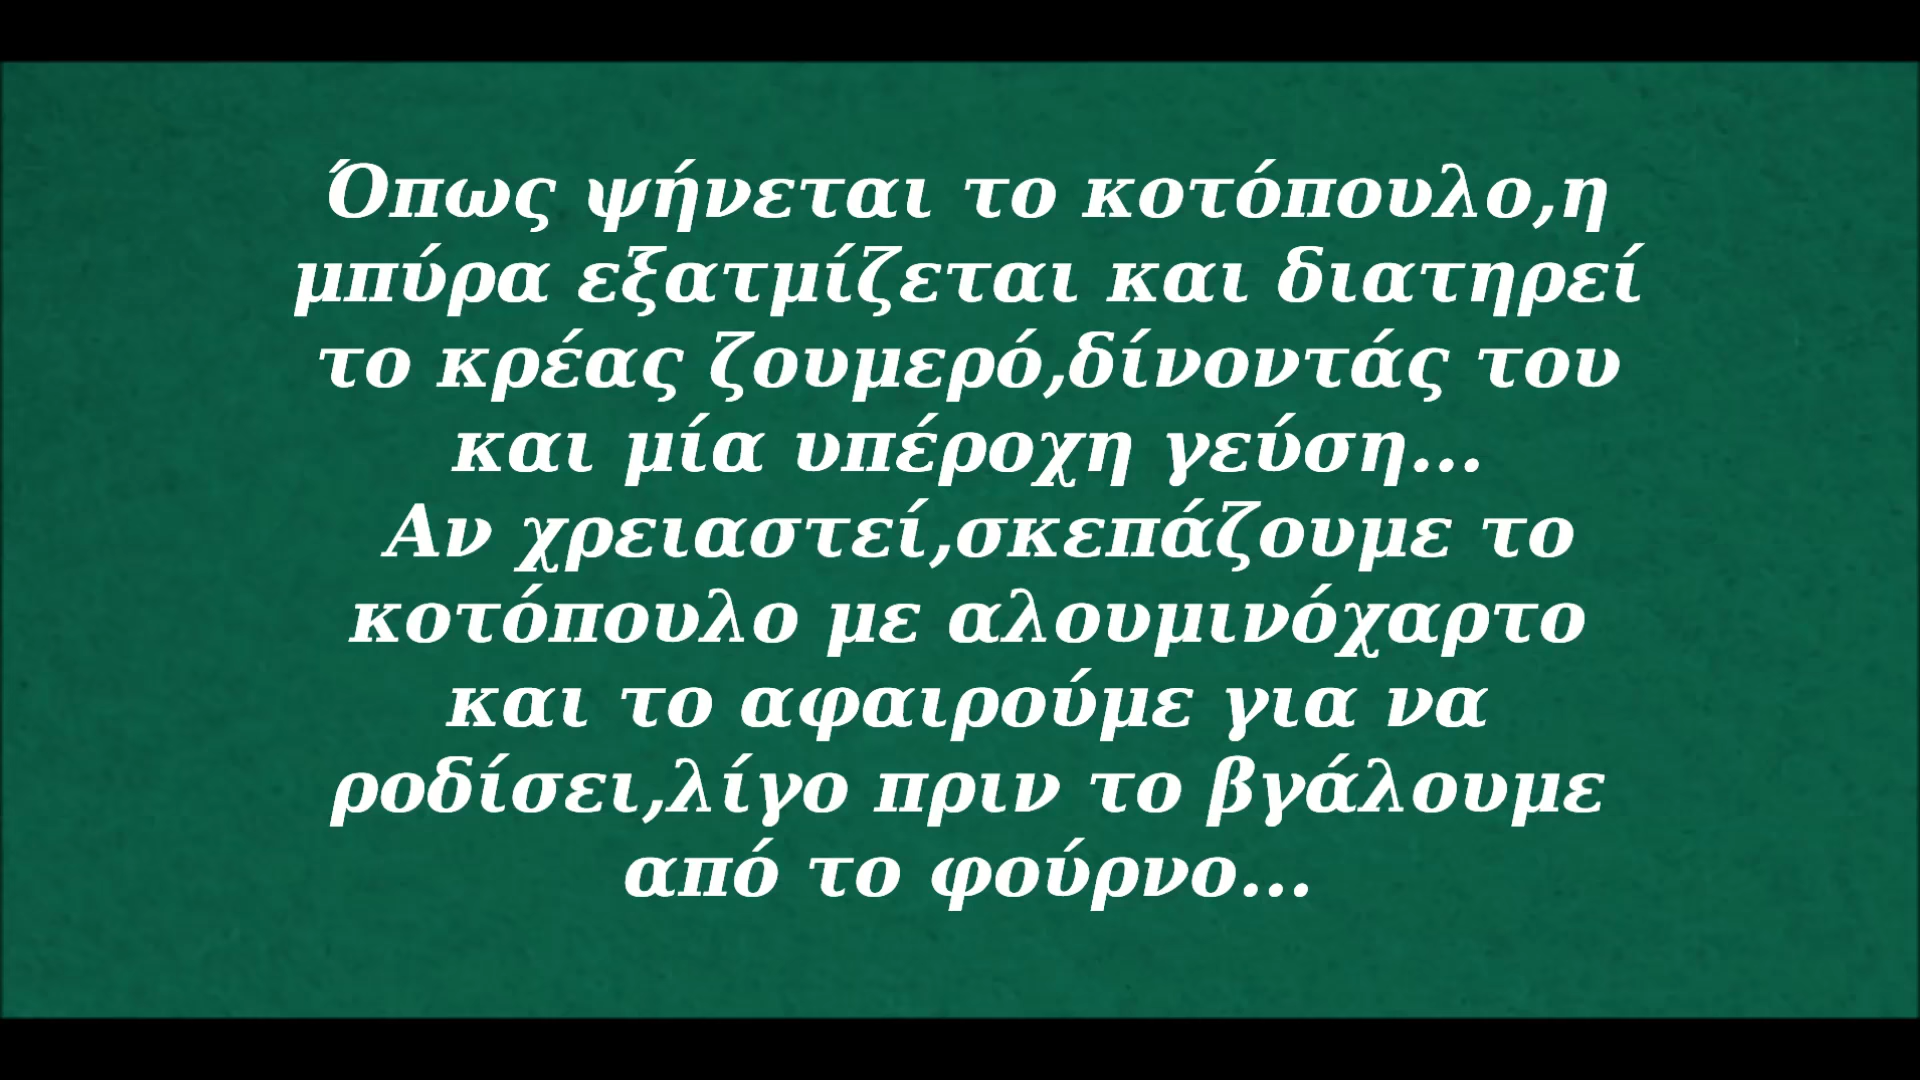 Όπως ψήνεται το κοτόπουλο,η
μπύρα εξατμίζεται και διατηρεί
το κρέας ζουμερό,δίνοντάς του
και μία υπέροχη γεύση...
Αν χρειαστεί,σκεπάζουμε το
κοτόπουλο με αλουμινόχαρτο
και το αφαιρούμε για να
ροδίσει,λίγο πριν το βγάλουμε
από το φούρνο...